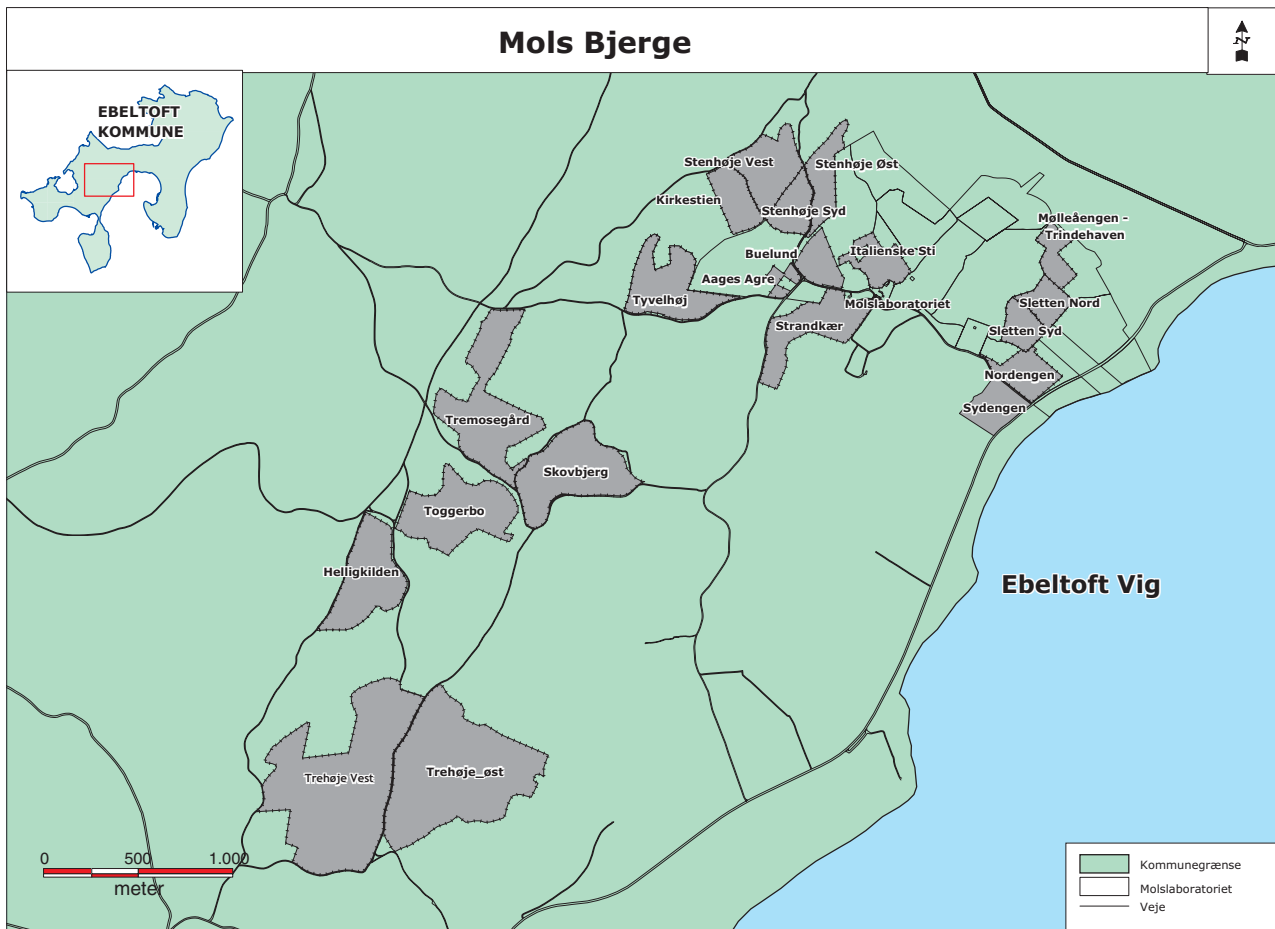 Mols Bjerge
N
EBELTOFT
KOMMUNE
Stenhøje Vest
Stenhøje Øst
Kirkestien
Stenhøje Syd
Mølleåengen -
Trindehaven
Buelund
Italienske Sti
Aages Agre
Tyvelhøj
Molslaboratoriet
Sletten Nord
Strandkær
Sletten Syd
Nordengen
Sydengen
Tremosegård
Skovbjerg
Toggerbo
Helligkilden
Ebeltoft Vig
Trehøje Vest
Trehøje_øst
0 500 1.000
meter
Kommunegrænse
Molslaboratoriet
Veje